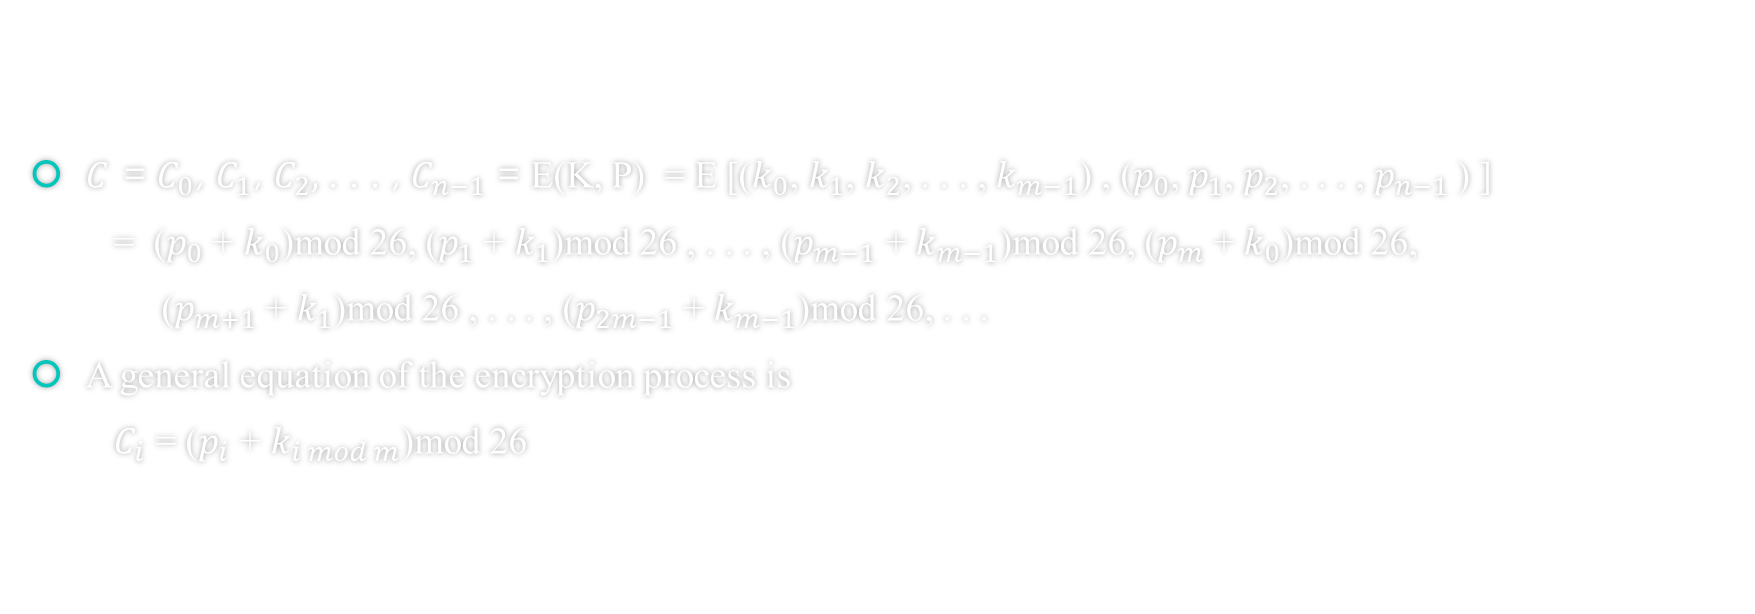 C = C₀, C₁, C₂, . . . , Cₙ₋₁ = E(K, P) = E [(k₀, k₁, k₂, . . . , kₘ₋₁) , (p₀, p₁, p₂, . . . , pₙ₋₁ ) ]
= (p₀ + k₀)mod 26, (p₁ + k₁)mod 26 , . . . , (pₘ₋₁ + kₘ₋₁)mod 26, (pₘ + k₀)mod 26,
(pₘ₊₁ + k₁)mod 26 , . . . , (p₂ₘ₋₁ + kₘ₋₁)mod 26, . . .
A general equation of the encryption process is
Cᵢ = (pᵢ + k_{i mod m})mod 26